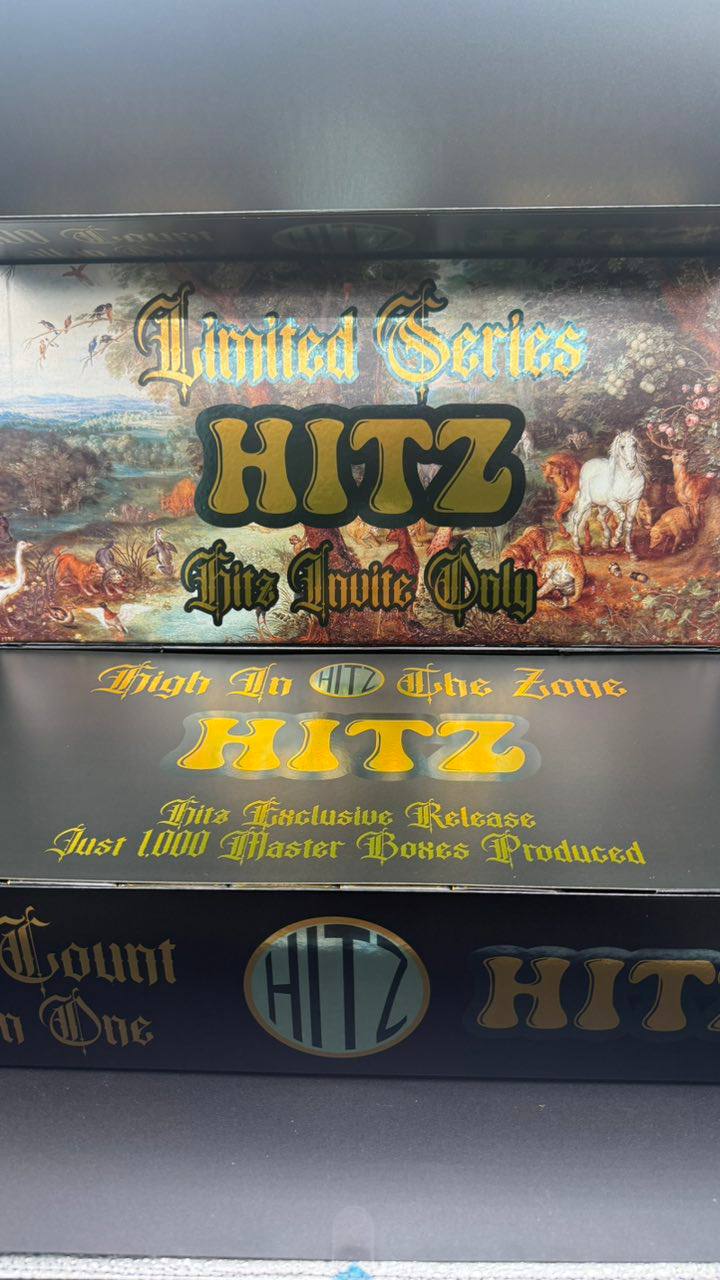 Limited Series
HITZ
Hitz Invite Only
High In HITZ The Zone
HITZ
Hitz Exclusive Release
Just 1,000 Master Boxes Produced
Count
One
HITZ
HITZ